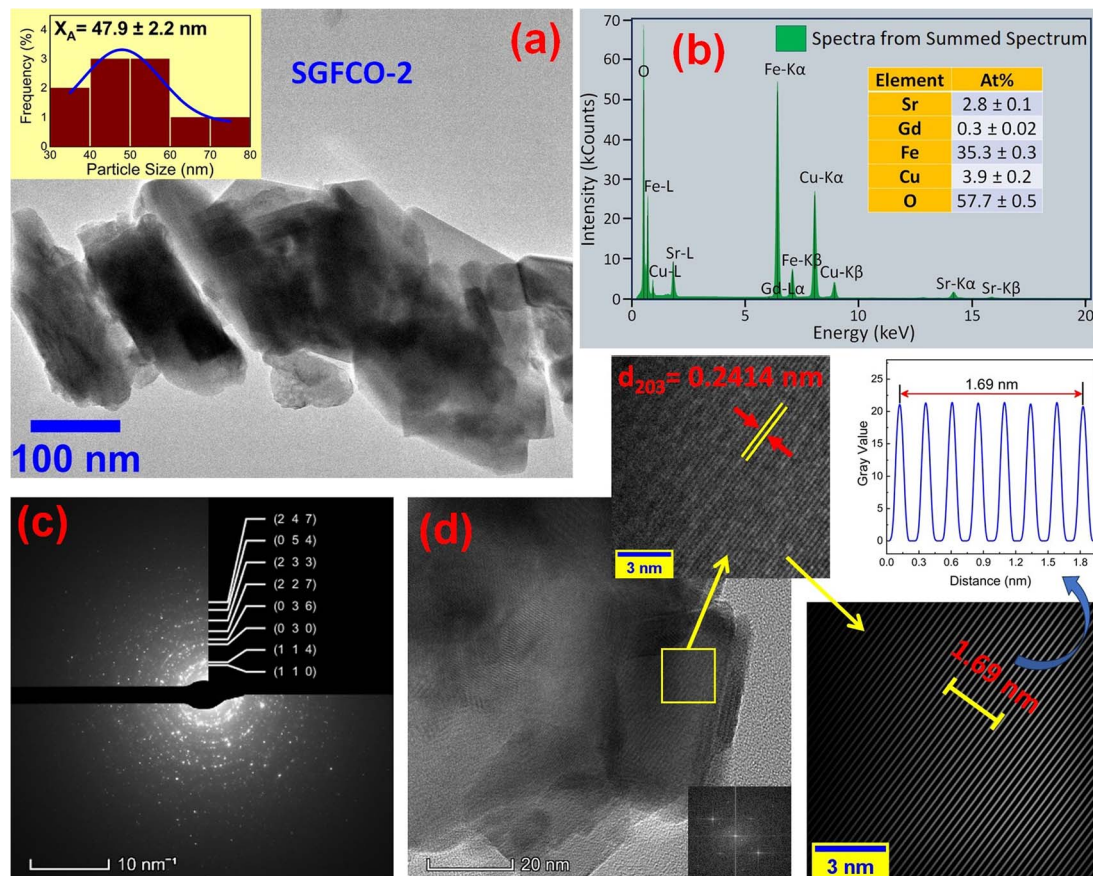 X_A= 47.9 ± 2.2 nm
Frequency (%)
4
3
2
1
30 40 50 60 70 80
Particle Size (nm)
(a)
SGFCO-2
100 nm
(b)
Spectra from Summed Spectrum
Intensity (kCounts)
70
60
50
40
30
20
10
0
0 5 10 15 20
Energy (keV)
O
Fe-L
Cu-L
Sr-L
Fe-Kα
Fe-Kβ
Gd-Lα
Cu-Kα
Cu-Kβ
Sr-Kα
Sr-Kβ
Element At%
Sr 2.8 ± 0.1
Gd 0.3 ± 0.02
Fe 35.3 ± 0.3
Cu 3.9 ± 0.2
O 57.7 ± 0.5
(c)
(2 4 7)
(0 5 4)
(2 3 3)
(2 2 7)
(0 3 6)
(0 3 0)
(1 1 4)
(1 1 0)
10 nm⁻¹
(d)
20 nm
d₂₀₃= 0.2414 nm
3 nm
Gray Value
25
20
15
10
5
0
1.69 nm
0.0 0.3 0.6 0.9 1.2 1.5 1.8
Distance (nm)
1.69 nm
3 nm